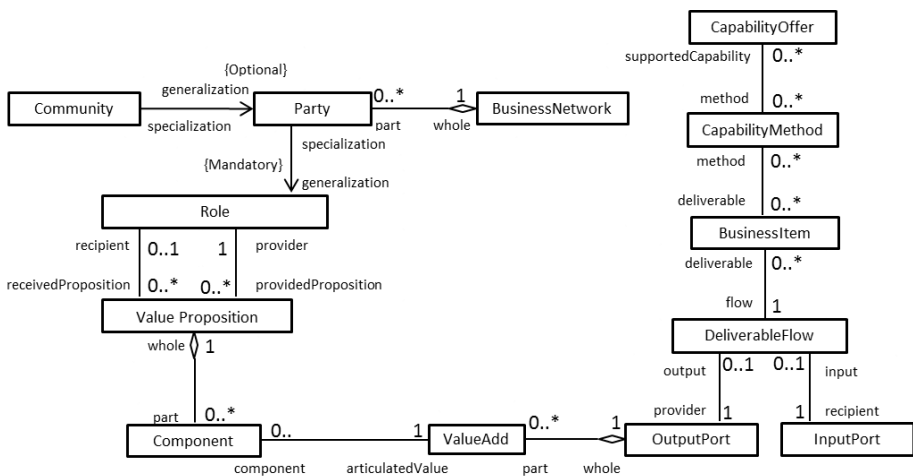 CapabilityOffer
supportedCapability 0..*
{Optional}
generalization
method 0..*
Community Party 0..* 1 BusinessNetwork
part whole
CapabilityMethod
specialization specialization
method 0..*
{Mandatory}
generalization
deliverable 0..*
Role
BusinessItem
recipient 0..1 1 provider
deliverable 0..*
receivedProposition 0..* 0..* providedProposition
flow 1
Value Proposition
DeliverableFlow
whole 1
output 0..1 0..1 input
part 0..*
0..* 1 provider 1 1 recipient
Component 0.. 1 ValueAdd OutputPort InputPort
component articulatedValue part whole